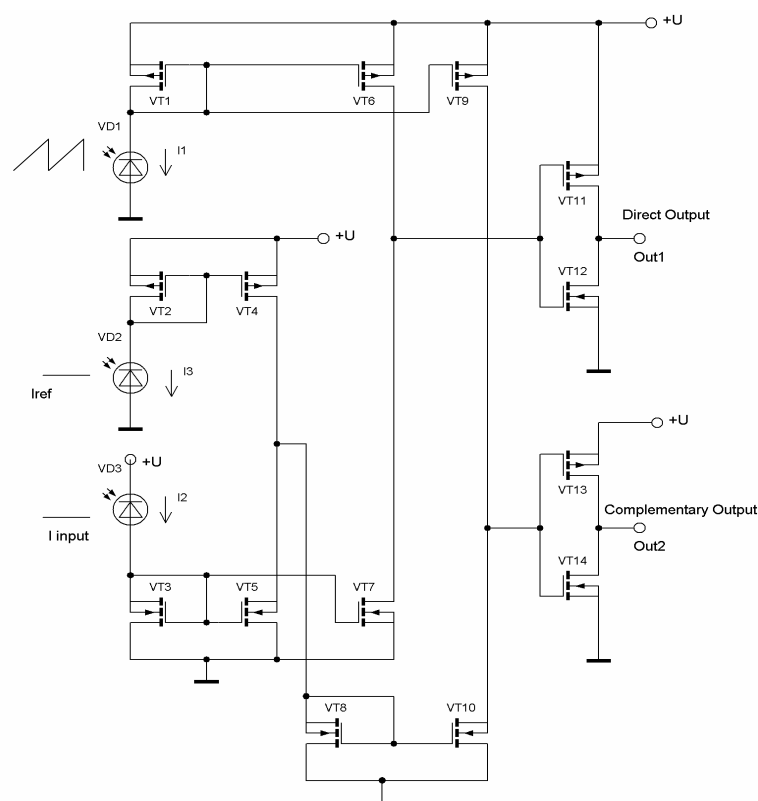 +U
VT1
VT6
VT9
VD1
I1
VT11
Direct Output
Out1
VT12
+U
VT2
VT4
VD2
I3
Iref
+U
+U
VD3
VT13
I2
Complementary Output
I input
Out2
VT14
VT3
VT5
VT7
VT8
VT10